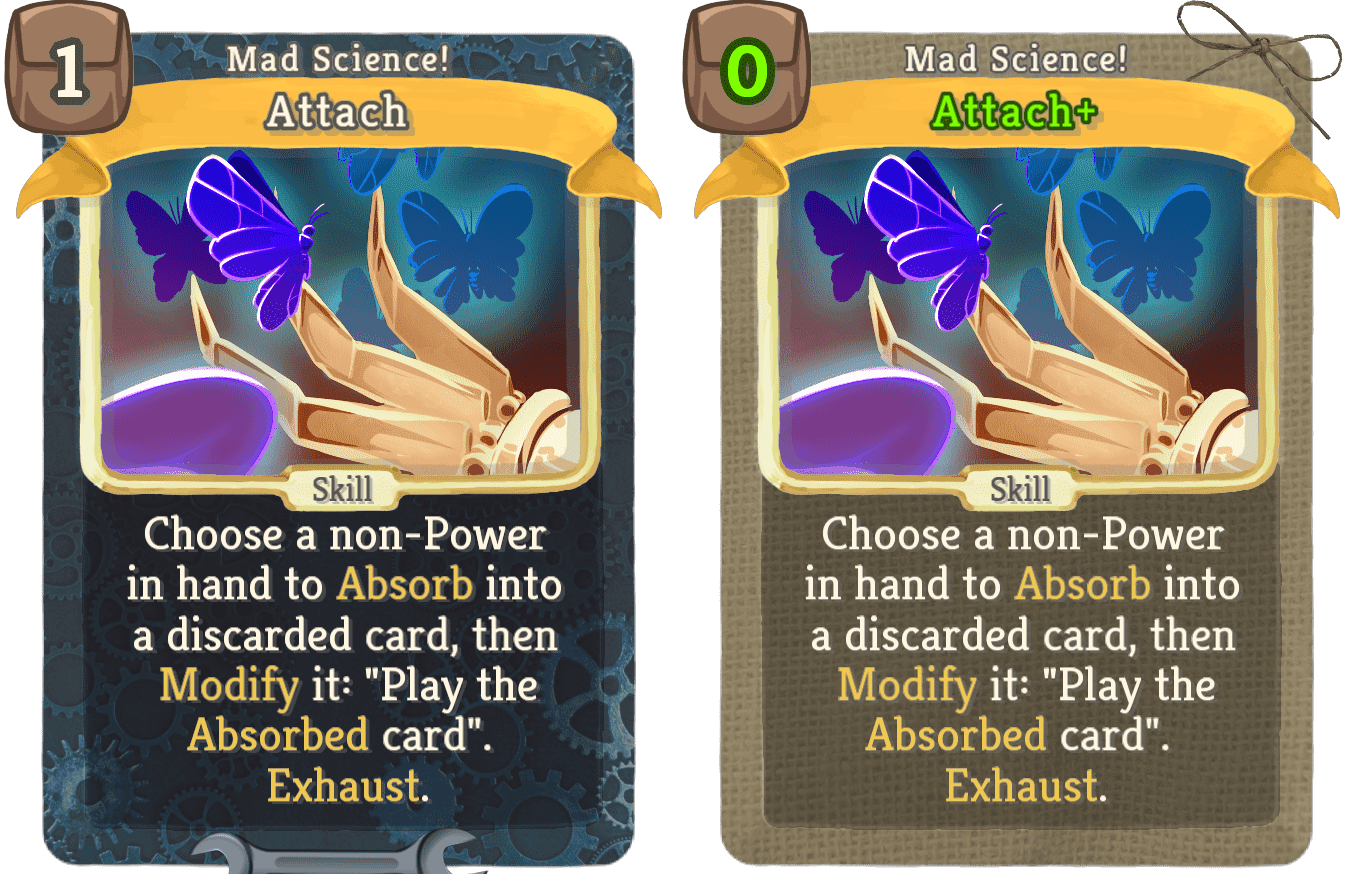 1
Mad Science!
Attach
Skill
Choose a non-Power
in hand to Absorb into
a discarded card, then
Modify it: "Play the
Absorbed card".
Exhaust.
0
Mad Science!
Attach+
Skill
Choose a non-Power
in hand to Absorb into
a discarded card, then
Modify it: "Play the
Absorbed card".
Exhaust.